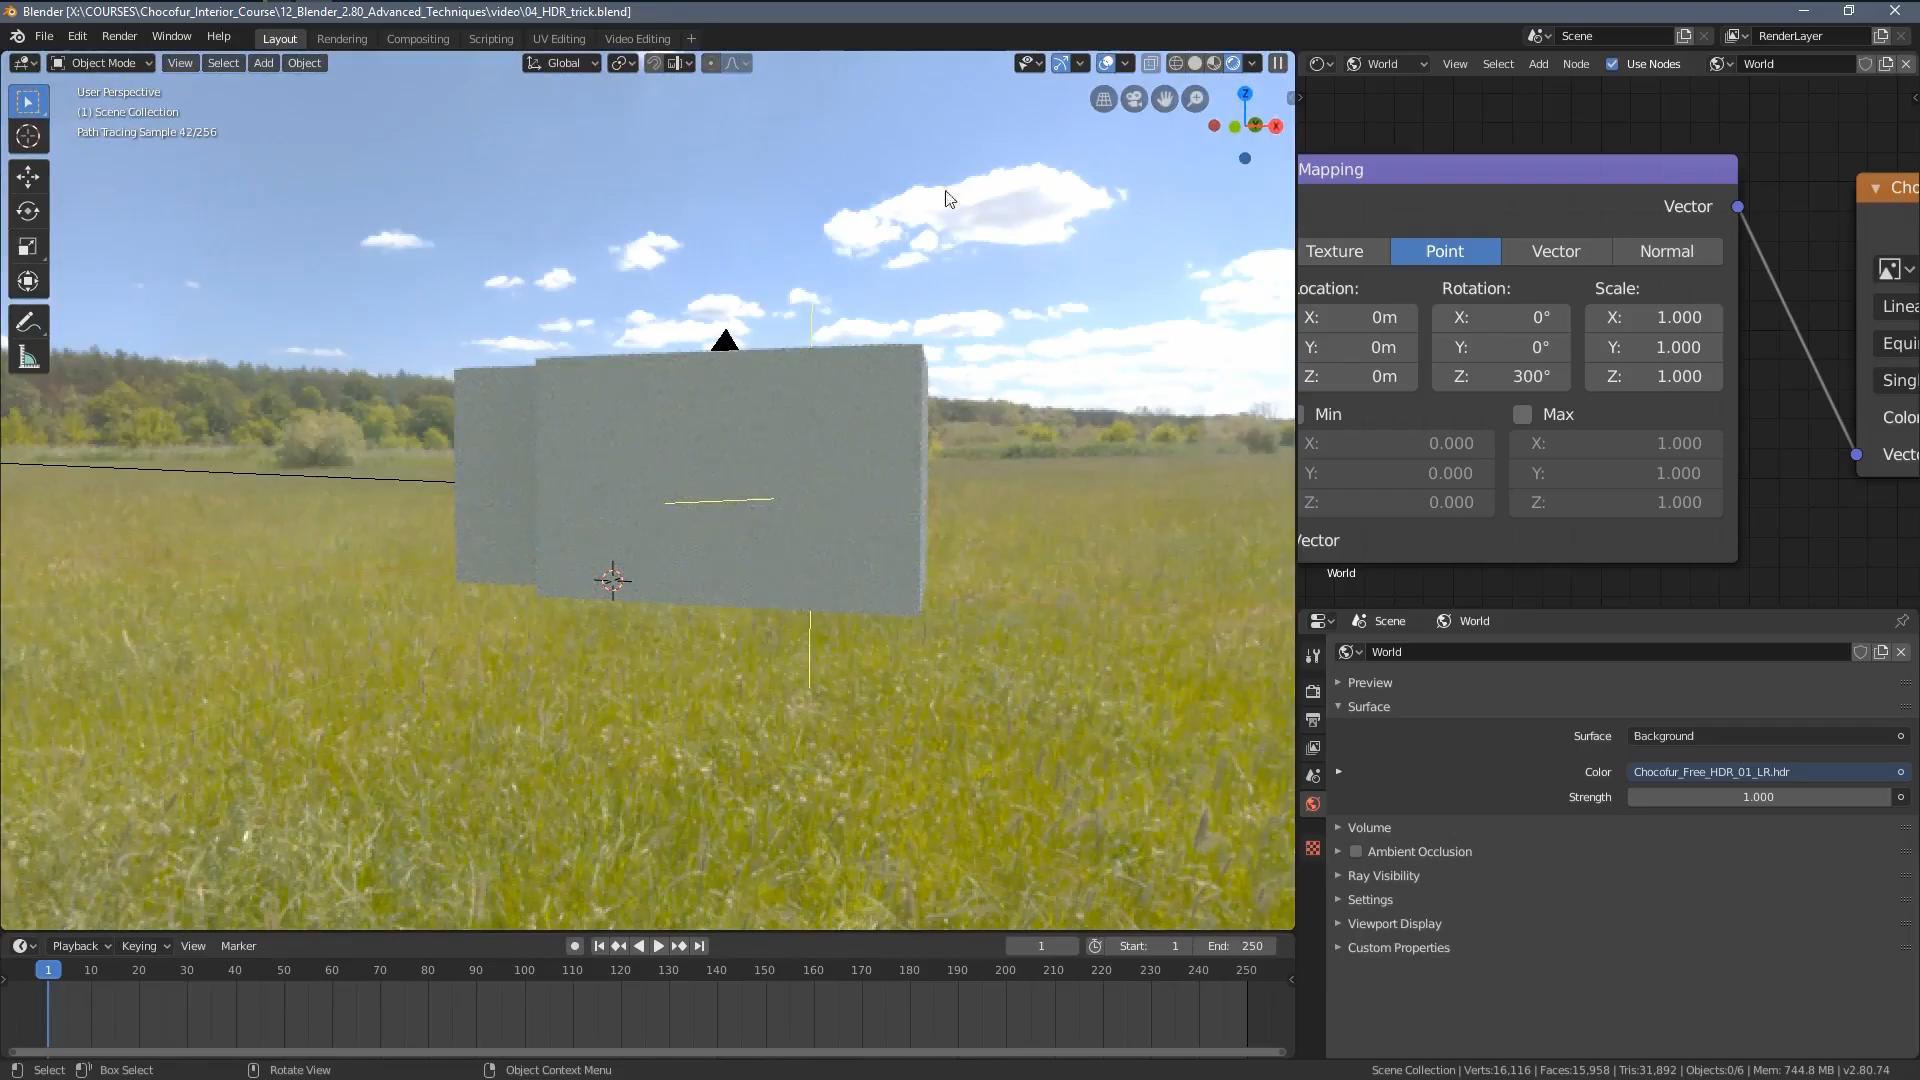 Blender [X:\COURSES\Chocofur_Interior_Course\12_Blender_2.80_Advanced_Techniques\video\04_HDR_trick.blend]
File Edit Render Window Help Layout Rendering Compositing Scripting UV Editing Video Editing + Scene RenderLayer
Object Mode View Select Add Object Global World View Select Add Node Use Nodes World
User Perspective
(1) Scene Collection
Path Tracing Sample 42/256
Z
Y X
Mapping
Cho
Vector
Texture Point Vector Normal
Location: Rotation: Scale:
Linea
X: 0m X: 0° X: 1.000
Equi
Y: 0m Y: 0° Y: 1.000
Z: 0m Z: 300° Z: 1.000
Singl
Min Max
Colo
X: 0.000 X: 1.000
Vecto
Y: 0.000 Y: 1.000
Z: 0.000 Z: 1.000
Vector
World
Scene World
World
Preview
Surface
Surface Background
Color Chocofur_Free_HDR_01_LR.hdr
Strength 1.000
Volume
Ambient Occlusion
Ray Visibility
Settings
Viewport Display
Custom Properties
Playback Keying View Marker 1 Start: 1 End: 250
1 10 20 30 40 50 60 70 80 90 100 110 120 130 140 150 160 170 180 190 200 210 220 230 240 250
Select Box Select Rotate View Object Context Menu Scene Collection | Verts:16,116 | Faces:15,958 | Tris:31,892 | Objects:0/6 | Mem: 744.8 MB | v2.80.74